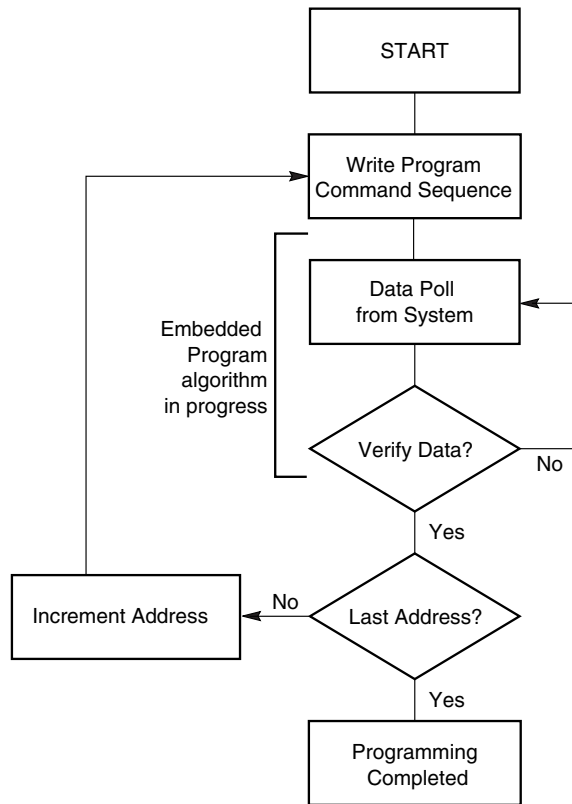 START
Write Program
Command Sequence
Data Poll
from System
Embedded
Program
algorithm
in progress
Verify Data?
No
Yes
Last Address?
No
Increment Address
Yes
Programming
Completed